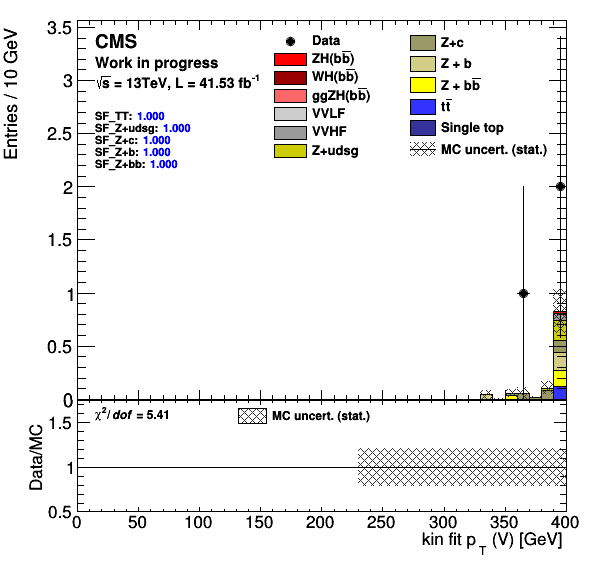 CMS
Work in progress
√s = 13TeV, L = 41.53 fb⁻¹
SF_TT: 1.000
SF_Z+udsg: 1.000
SF_Z+c: 1.000
SF_Z+b: 1.000
SF_Z+bb: 1.000
Data
ZH(bb̅)
WH(bb̅)
ggZH(bb̅)
VVLF
VVHF
Z+udsg
Z+c
Z + b
Z + bb̅
tt̅
Single top
MC uncert. (stat.)
Entries / 10 GeV
3.5
3
2.5
2
1.5
1
0.5
0
χ²/dof = 5.41
MC uncert. (stat.)
Data/MC
1.5
1
0.5
0 50 100 150 200 250 300 350 400
kin fit p_T (V) [GeV]